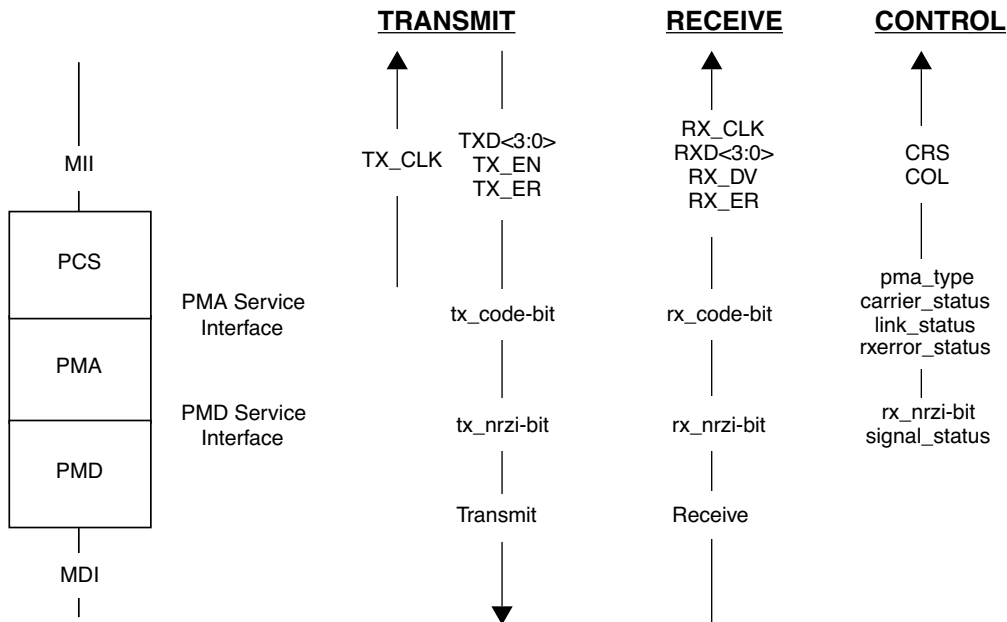 TRANSMIT
RECEIVE
CONTROL
MII
TX_CLK
TXD<3:0>
TX_EN
TX_ER
RX_CLK
RXD<3:0>
RX_DV
RX_ER
CRS
COL
PCS
PMA Service
Interface
tx_code-bit
rx_code-bit
pma_type
carrier_status
link_status
rxerror_status
PMA
PMD Service
Interface
tx_nrzi-bit
rx_nrzi-bit
rx_nrzi-bit
signal_status
PMD
Transmit
Receive
MDI